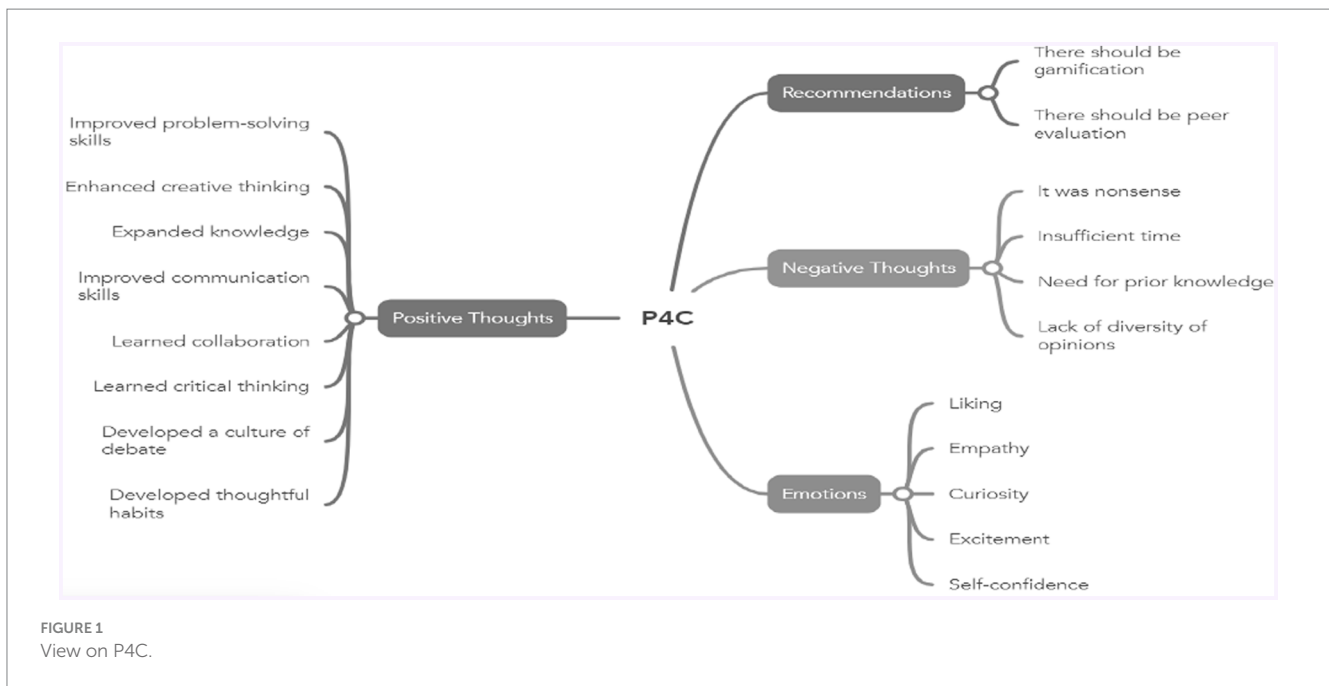 Improved problem-solving
skills
Enhanced creative thinking
Expanded knowledge
Improved communication
skills
Learned collaboration
Learned critical thinking
Developed a culture of
debate
Developed thoughtful
habits
Positive Thoughts
P4C
Recommendations
There should be
gamification
There should be peer
evaluation
Negative Thoughts
It was nonsense
Insufficient time
Need for prior knowledge
Lack of diversity of
opinions
Emotions
Liking
Empathy
Curiosity
Excitement
Self-confidence
FIGURE 1
View on P4C.